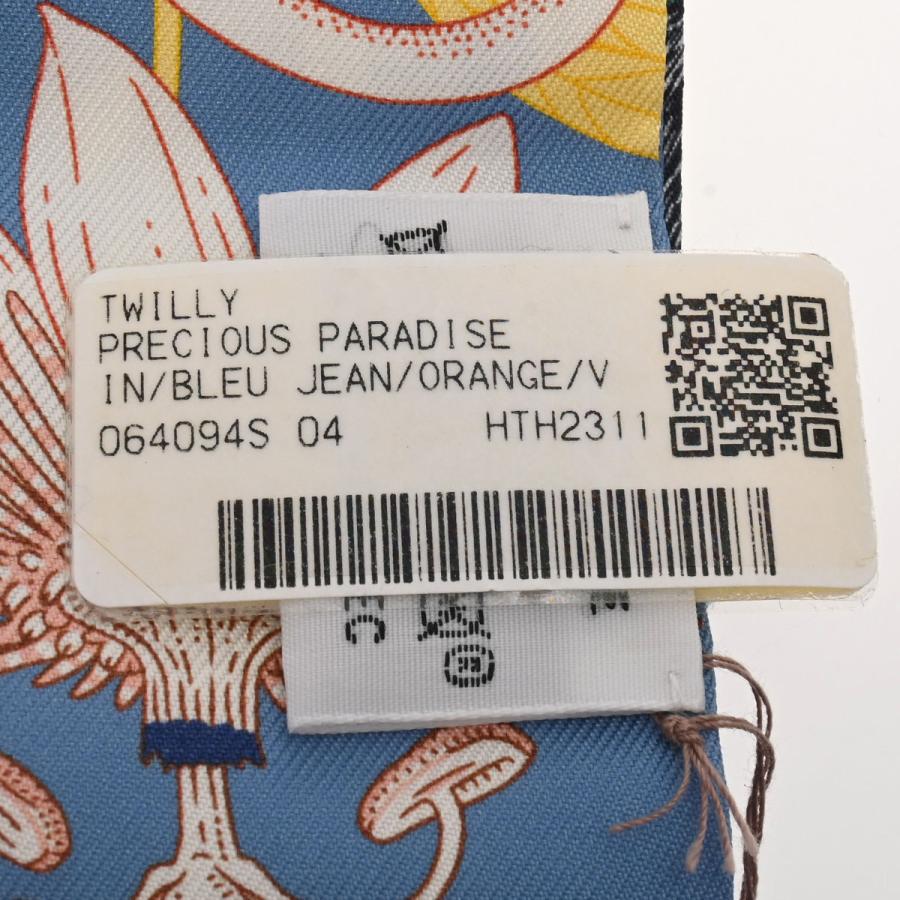 TWILLY
PRECIOUS PARADISE
IN/BLEU JEAN/ORANGE/V
064094S 04 HTH2311